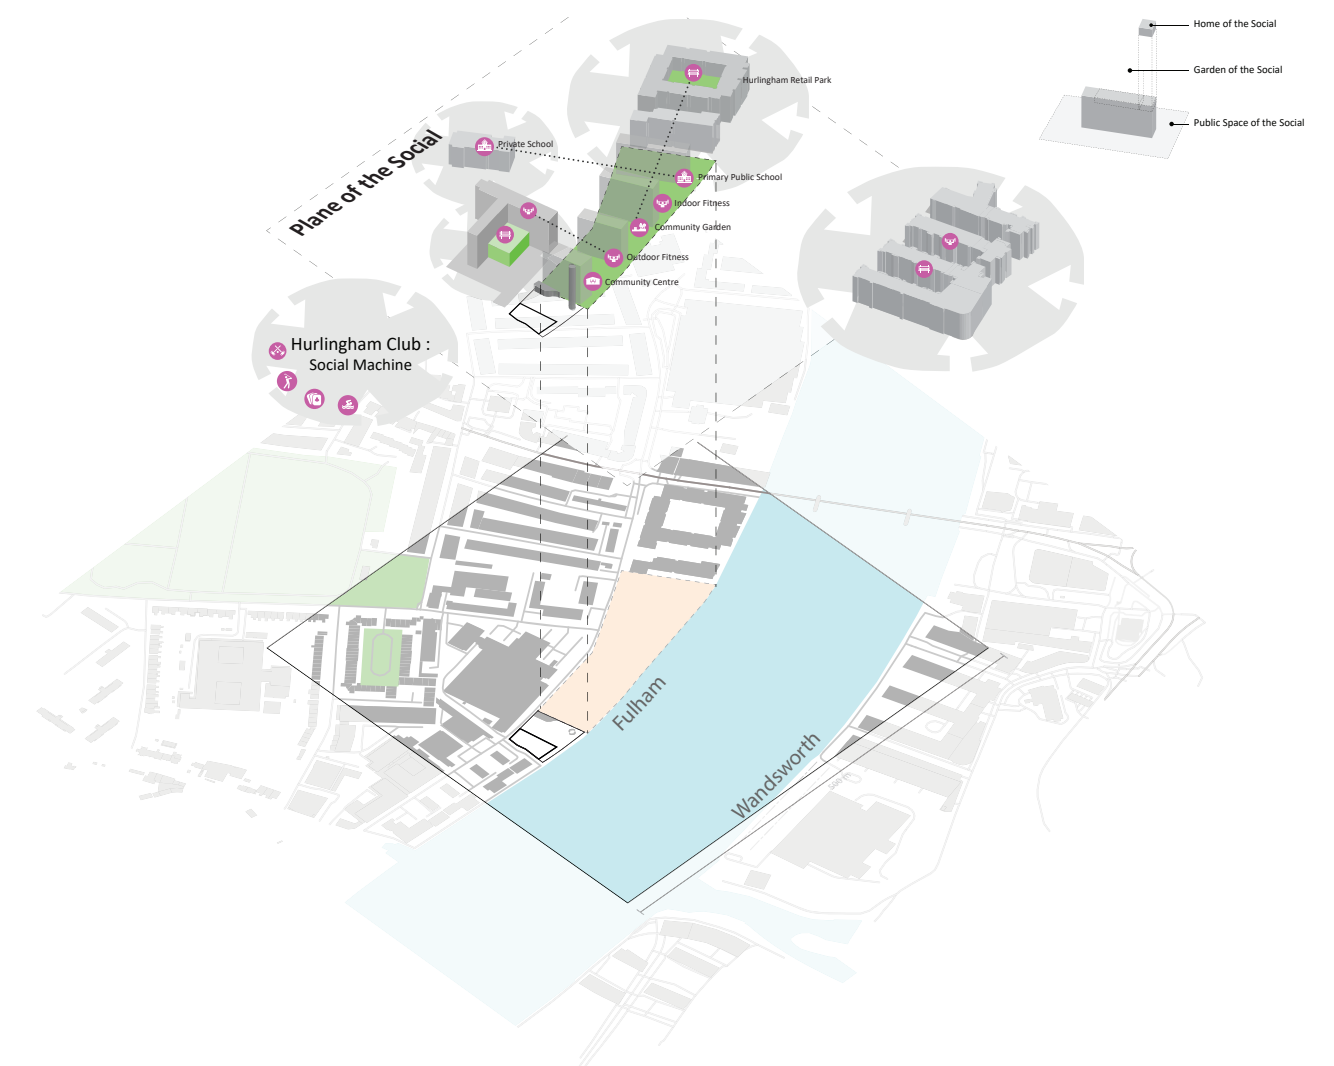 Home of the Social
Garden of the Social
Public Space of the Social
Plane of the Social
Hurlingham Retail Park
Private School
Primary Public School
Indoor Fitness
Community Garden
Outdoor Fitness
Community Centre
Hurlingham Club :
Social Machine
Fulham
Wandsworth